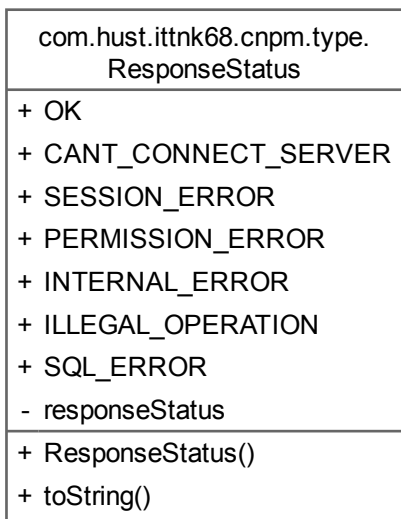 com.hust.ittnk68.cnpm.type.
ResponseStatus
+ OK
+ CANT_CONNECT_SERVER
+ SESSION_ERROR
+ PERMISSION_ERROR
+ INTERNAL_ERROR
+ ILLEGAL_OPERATION
+ SQL_ERROR
- responseStatus
+ ResponseStatus()
+ toString()